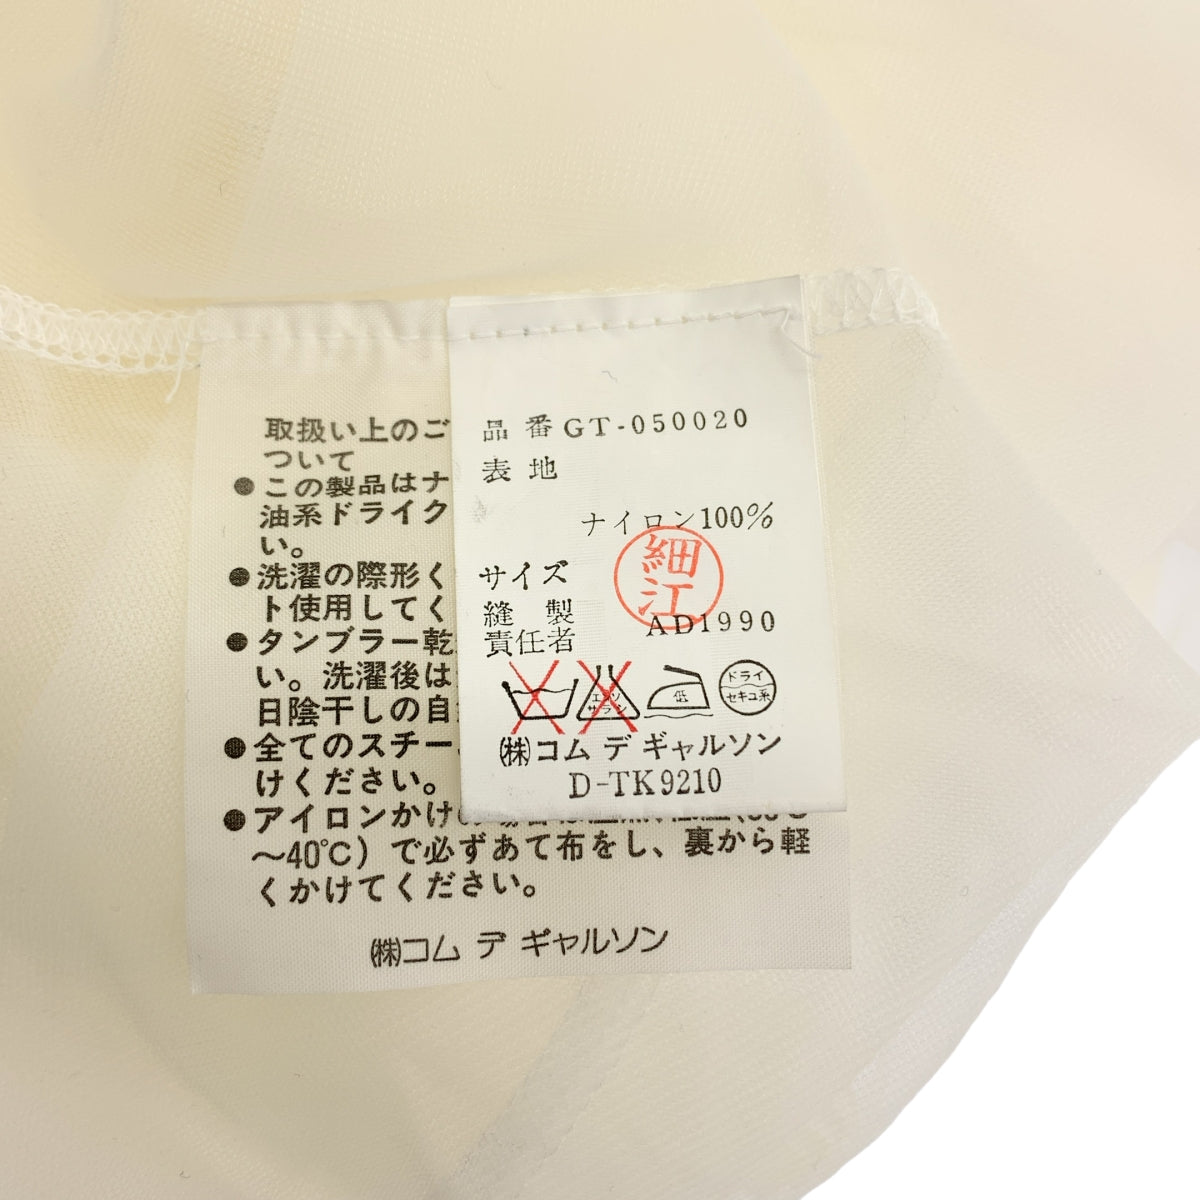 取扱い上のご
ついて
●この製品はナ
油系ドライク
い。
●洗濯の際形く
ト使用してく
●タンブラー乾
い。洗濯後は
日陰干しの自
●全てのスチー
けください。
●アイロンかけ
～40℃）で必ずあて布をし、裏から軽
くかけてください。
㈱コム デ ギャルソン
品番 GT-050020
表地
ナイロン100%
サイズ
細江
縫製
責任者
AD1990
エンソ
サラシ
低
ドライ
セキユ系
㈱コム デ ギャルソン
D-TK9210